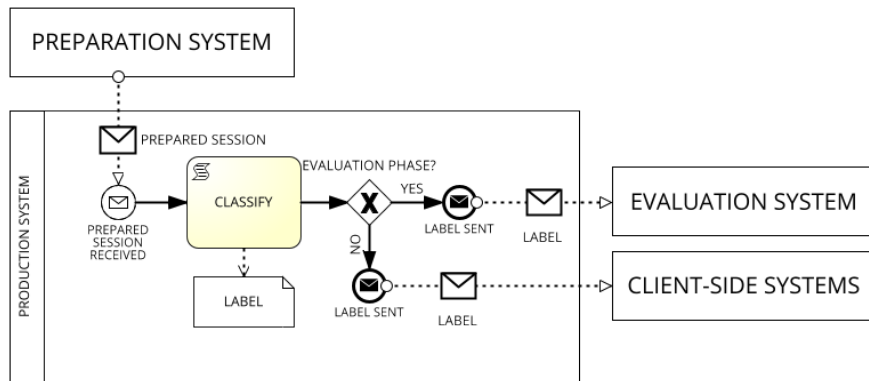 PREPARATION SYSTEM
PREPARED SESSION
EVALUATION PHASE?
PRODUCTION SYSTEM
CLASSIFY
YES
EVALUATION SYSTEM
PREPARED
SESSION
RECEIVED
LABEL SENT
LABEL
NO
CLIENT-SIDE SYSTEMS
LABEL
LABEL SENT
LABEL